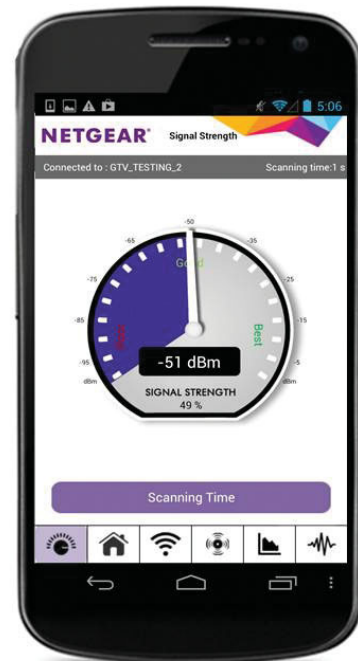 5:06
NETGEAR®
Signal Strength
Connected to : GTV_TESTING_2 Scanning time:1 s
-50
-65 -35
Good
-75 -25
-85 -15
Poor Best
-95 -5
dBm dBm
-51 dBm
SIGNAL STRENGTH
49 %
Scanning Time